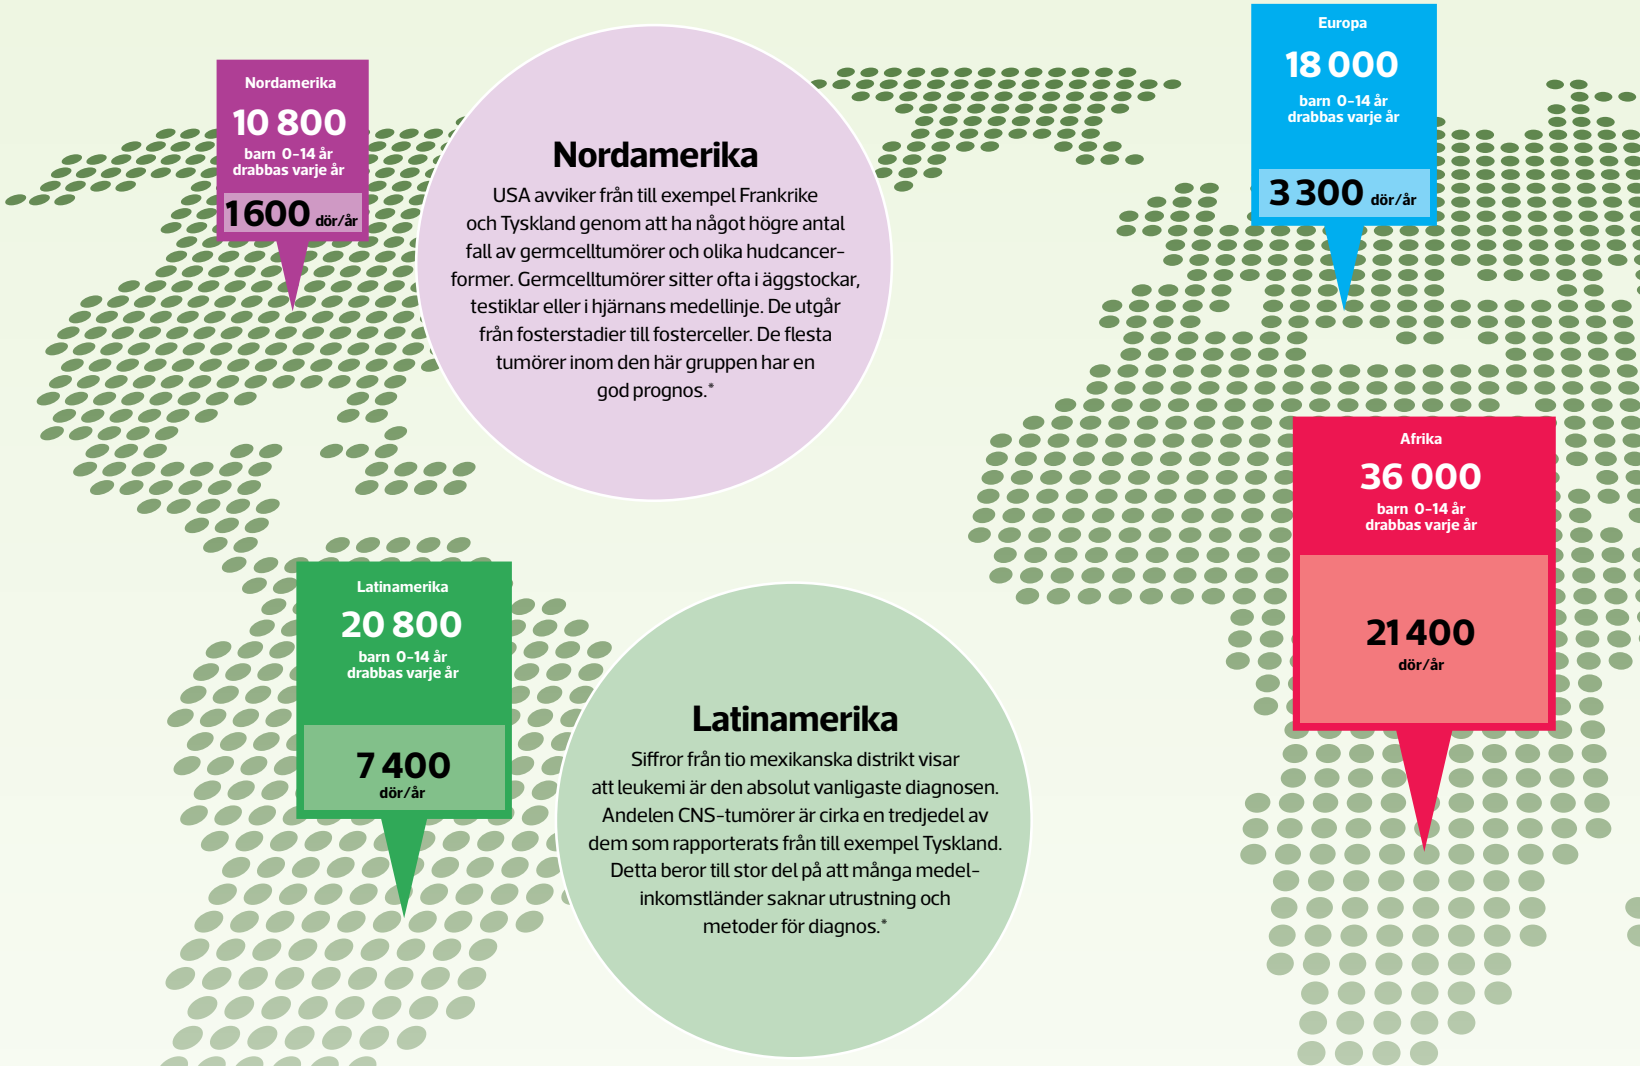 Nordamerika
10 800
barn 0-14 år
drabbas varje år
1 600 dör/år
Nordamerika
USA avviker från till exempel Frankrike
och Tyskland genom att ha något högre antal
fall av germcelltumörer och olika hudcancer-
former. Germcelltumörer sitter ofta i äggstockar,
testiklar eller i hjärnans medellinje. De utgår
från fosterstadier till fosterceller. De flesta
tumörer inom den här gruppen har en
god prognos.*
Europa
18 000
barn 0-14 år
drabbas varje år
3 300 dör/år
Afrika
36 000
barn 0-14 år
drabbas varje år
21 400
dör/år
Latinamerika
20 800
barn 0-14 år
drabbas varje år
7 400
dör/år
Latinamerika
Siffror från tio mexikanska distrikt visar
att leukemi är den absolut vanligaste diagnosen.
Andelen CNS-tumörer är cirka en tredjedel av
dem som rapporterats från till exempel Tyskland.
Detta beror till stor del på att många medel-
inkomstländer saknar utrustning och
metoder för diagnos.*